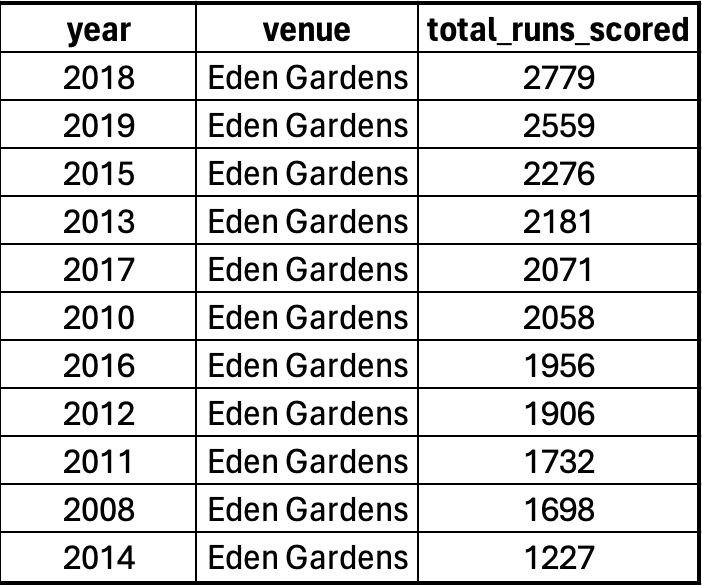 year venue total_runs_scored
2018 Eden Gardens 2779
2019 Eden Gardens 2559
2015 Eden Gardens 2276
2013 Eden Gardens 2181
2017 Eden Gardens 2071
2010 Eden Gardens 2058
2016 Eden Gardens 1956
2012 Eden Gardens 1906
2011 Eden Gardens 1732
2008 Eden Gardens 1698
2014 Eden Gardens 1227